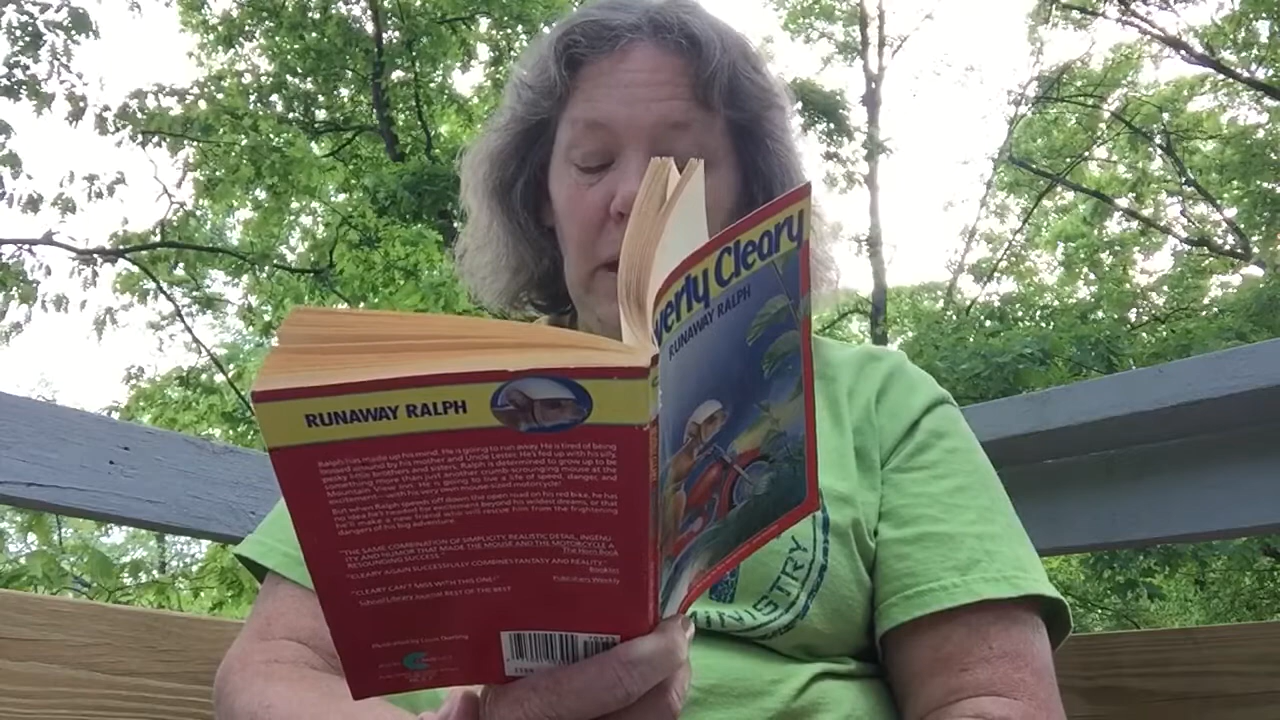 verly Cleary
RUNAWAY RALPH
RUNAWAY RALPH
Ralph has made up his mind. He is going to run away. He is tired of being
bossed around by his mother and Uncle Lester. He's fed up with his silly,
pesky little brothers and sisters. Ralph is determined to grow up to be
something more than just another crumb-scrounging mouse at the
Mountain View Inn. He is going to live a life of speed, danger, and
excitement—with his very own mouse-sized motorcycle!
But when Ralph speeds off down the open road on his red bike, he has
no idea he's headed for excitement beyond his wildest dreams, or that
he'll make a new friend who will rescue him from the frightening
dangers of his big adventure.
"THE SAME COMBINATION OF SIMPLICITY, REALISTIC DETAIL, INGENU-
ITY AND HUMOR THAT MADE THE MOUSE AND THE MOTORCYCLE A
RESOUNDING SUCCESS."
The Horn Book
"CLEARY AGAIN SUCCESSFULLY COMBINES FANTASY AND REALITY."
Booklist
"CLEARY CAN'T MISS WITH THIS ONE!"
Publishers Weekly
School Library Journal BEST OF THE BEST
Illustrated by Louis Darling
INISTRY